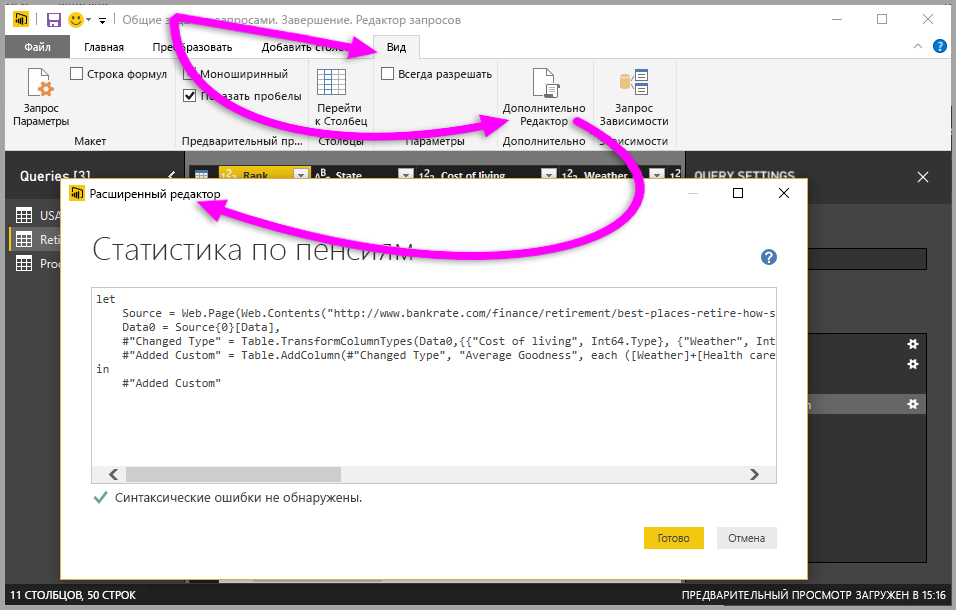 Общие запросами. Завершение. Редактор запросов
Файл Главная Преобразовать Добавить столб Вид
Строка формул Моноширинный Всегда разрешать
Показать пробелы
Запрос Параметры
Перейти к Столбец
Дополнительно Редактор
Запрос Зависимости
Макет Предварительный пр... Столбцы Параметры Дополнительно Зависимости
Queries [3] Rank State Cost of living Weather QUERY SETTINGS
USA
Reti
Pro
Расширенный редактор
Статистика по пенсиям
let
Source = Web.Page(Web.Contents("http://www.bankrate.com/finance/retirement/best-places-retire-how-s
Data0 = Source{0}[Data],
#"Changed Type" = Table.TransformColumnTypes(Data0,{{"Cost of living", Int64.Type}, {"Weather", Int
#"Added Custom" = Table.AddColumn(#"Changed Type", "Average Goodness", each ([Weather]+[Health care
in
#"Added Custom"
Синтаксические ошибки не обнаружены.
Готово Отмена
11 СТОЛБЦОВ, 50 СТРОК ПРЕДВАРИТЕЛЬНЫЙ ПРОСМОТР ЗАГРУЖЕН В 15:16